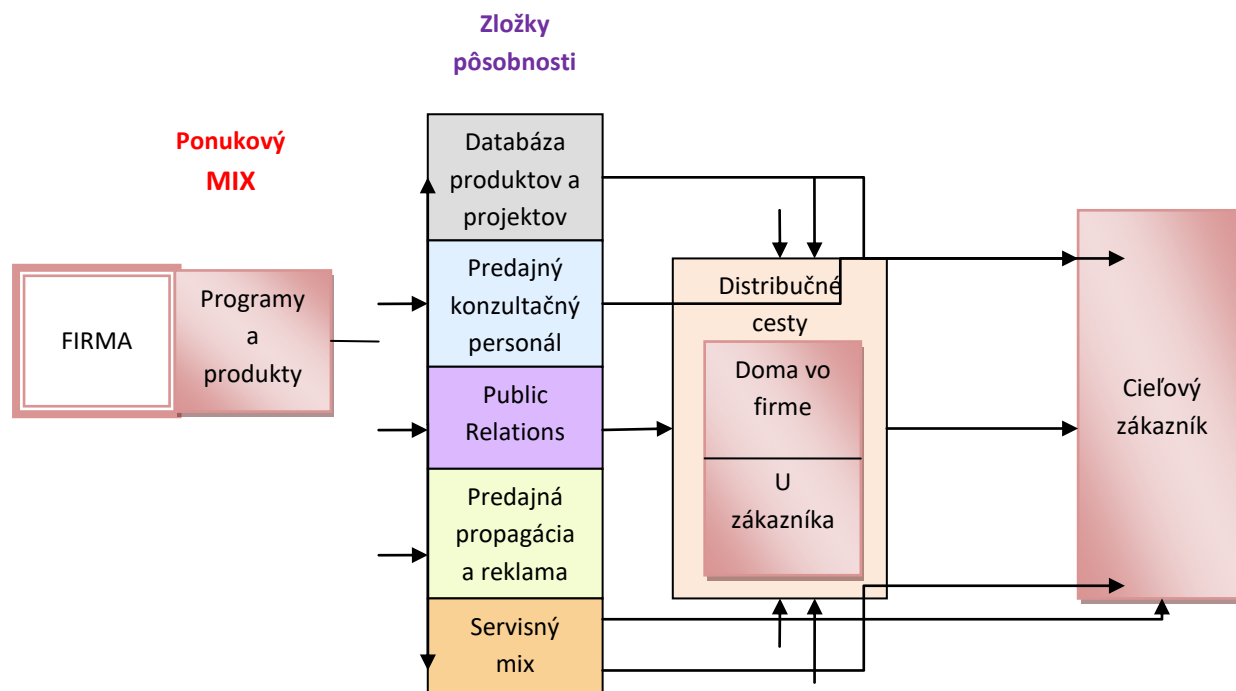 Zložky
pôsobnosti
Ponukový
MIX
FIRMA
Programy
a
produkty
Databáza
produktov a
projektov
Predajný
konzultačný
personál
Public
Relations
Predajná
propagácia
a reklama
Servisný
mix
Distribučné
cesty
Doma vo
firme
U
zákazníka
Cieľový
zákazník